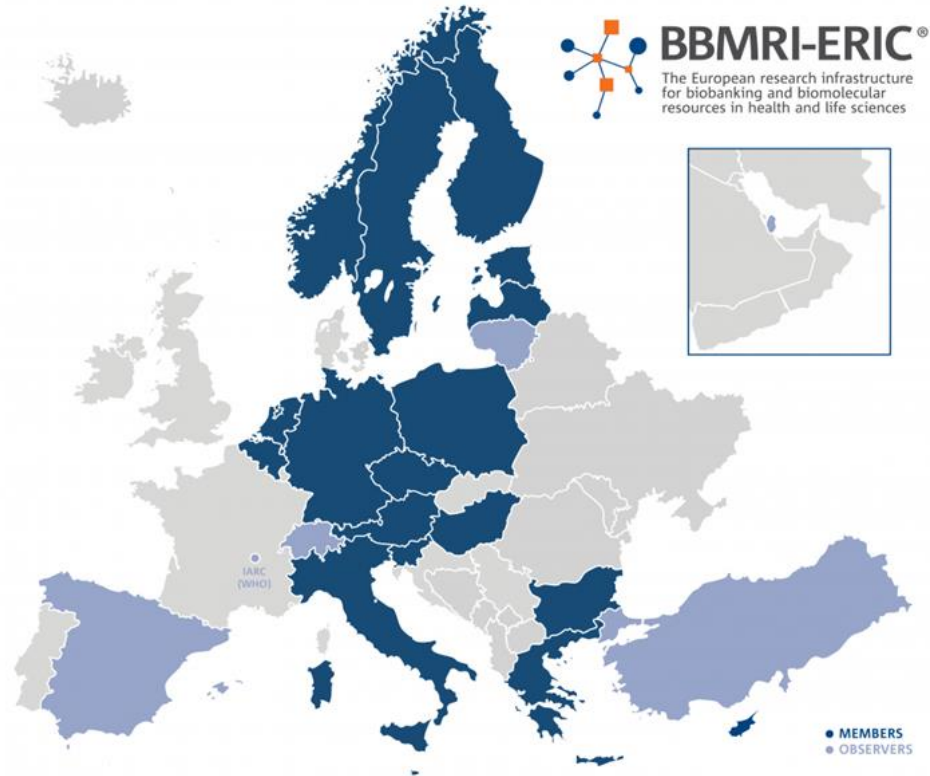 BBMRI-ERIC®
The European research infrastructure
for biobanking and biomolecular
resources in health and life sciences
IARC
(WHO)
MEMBERS
OBSERVERS